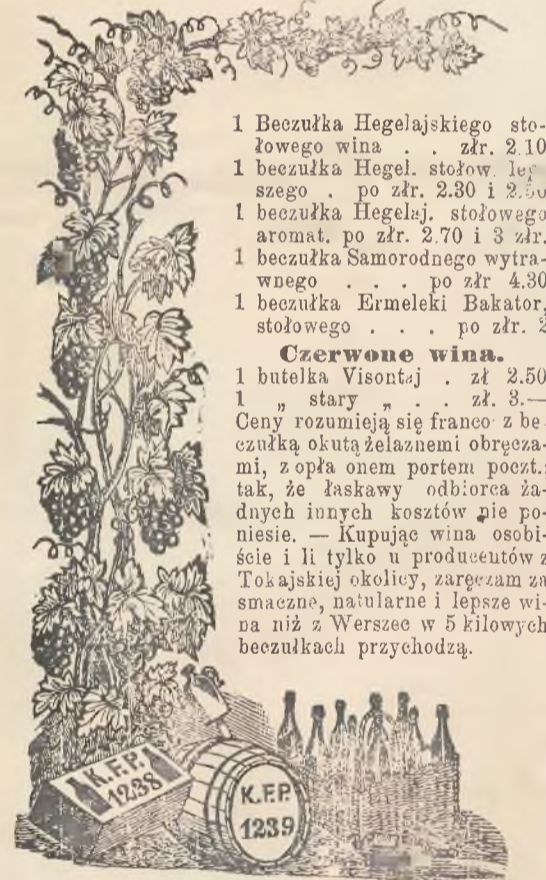 1 Beczułka Hegelajskiego sto-
łowego wina . . złr. 2.10
1 beczułka Hegel. stołow.
szego . po złr. 2.30 i
1 beczułka Hegelaj. stołowego
aromat. po złr. 2.70 i 3 złr.
1 beczułka Samorodnego wytra-
wnego . . . po złr 4.30
1 beczułka Ermeleki Bakator,
stołowego . . . po złr. 2
Czerwone wina.
1 butelka Visontaj . zł 2.50
1 „ stary „ . . zł. 3.—
Ceny rozumieją się franco z be
czułką okutą żelaznemi obręcza-
mi, z opła onem portem poczt.:
tak, że łaskawy odbiorca ża-
dnych innych kosztów nie po-
niesie. — Kupując wina osobi-
ście i li tylko u producentów z
Tokajskiej okolicy, zaręczam za
smaczne, natularne i lepsze wi-
na niż z Werszec w 5 kilowych
beczułkach przychodzą.
K.F.P.
1238
K.F.P.
1239